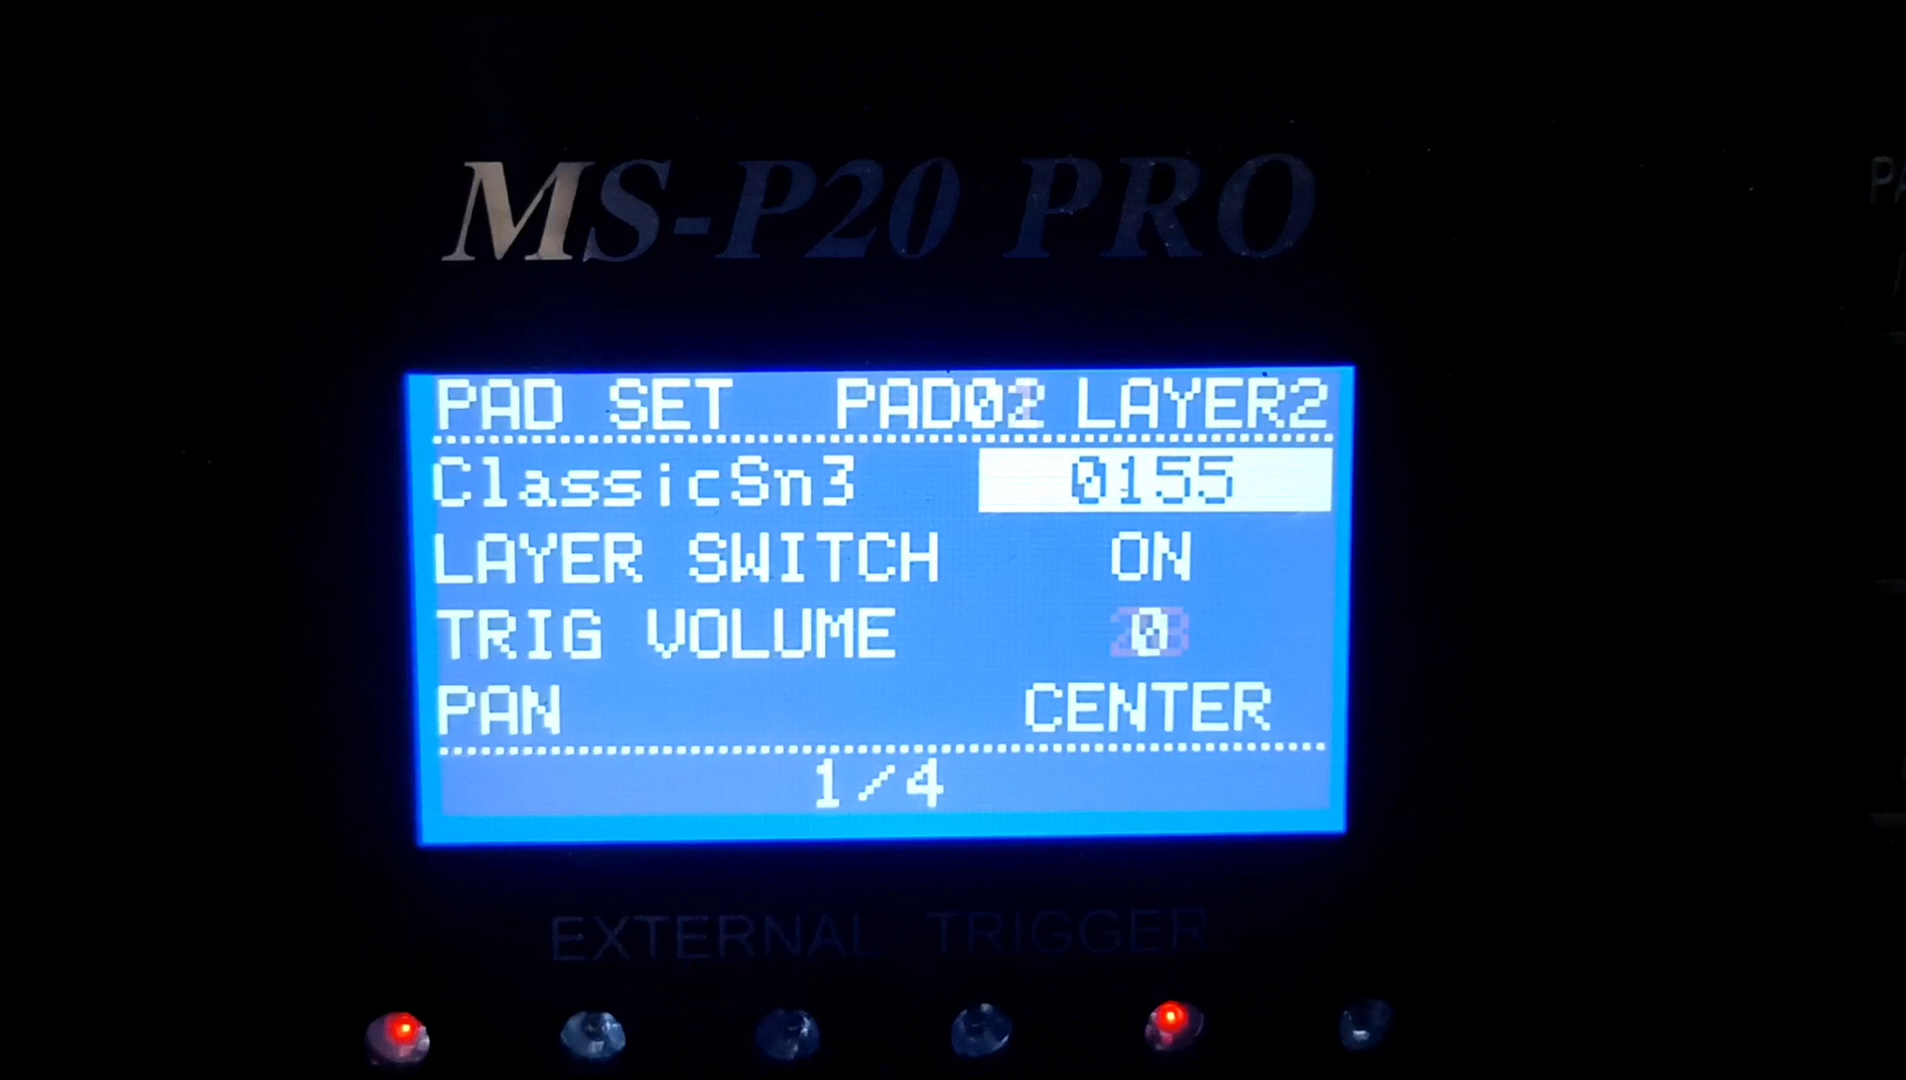 MS-P20 PRO
PAD SET PAD02 LAYER2
ClassicSn3 0155
LAYER SWITCH ON
TRIG VOLUME 0
PAN CENTER
1/4
EXTERNAL TRIGGER